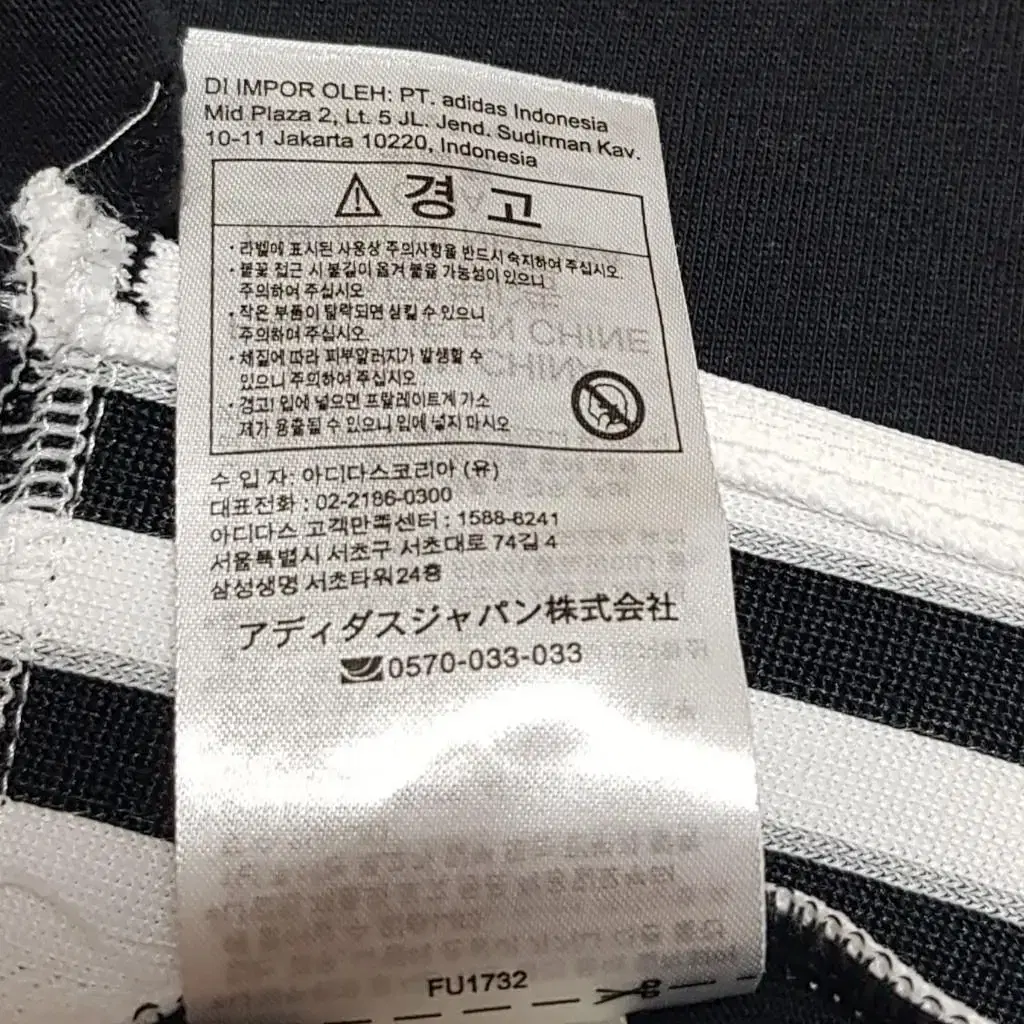 DI IMPOR OLEH: PT. adidas Indonesia
Mid Plaza 2, Lt. 5 JL. Jend. Sudirman Kav.
10-11 Jakarta 10220, Indonesia
경고
· 라벨에 표시된 사용상 주의사항을 반드시 숙지하여 주십시오.
· 불꽃 접근 시 불길이 옮겨 붙을 가능성이 있으니
주의하여 주십시오
· 작은 부품이 탈락되면 삼킬 수 있으니
주의하여 주십시오.
· 체질에 따라 피부알러지가 발생할 수
있으니 주의하여 주십시오
· 경고! 입에 넣으면 프탈레이트계 가소
제가 용출될 수 있으니 입에 넣지 마시오
수 입 자: 아디다스코리아 (유)
대표전화 : 02-2186-0300
아디다스 고객만족센터 : 1588-8241
서울특별시 서초구 서초대로 74길 4
삼성생명 서초타워 24층
アディダスジャパン株式会社
0570-033-033
EN CHINE
CHINA
FU1732